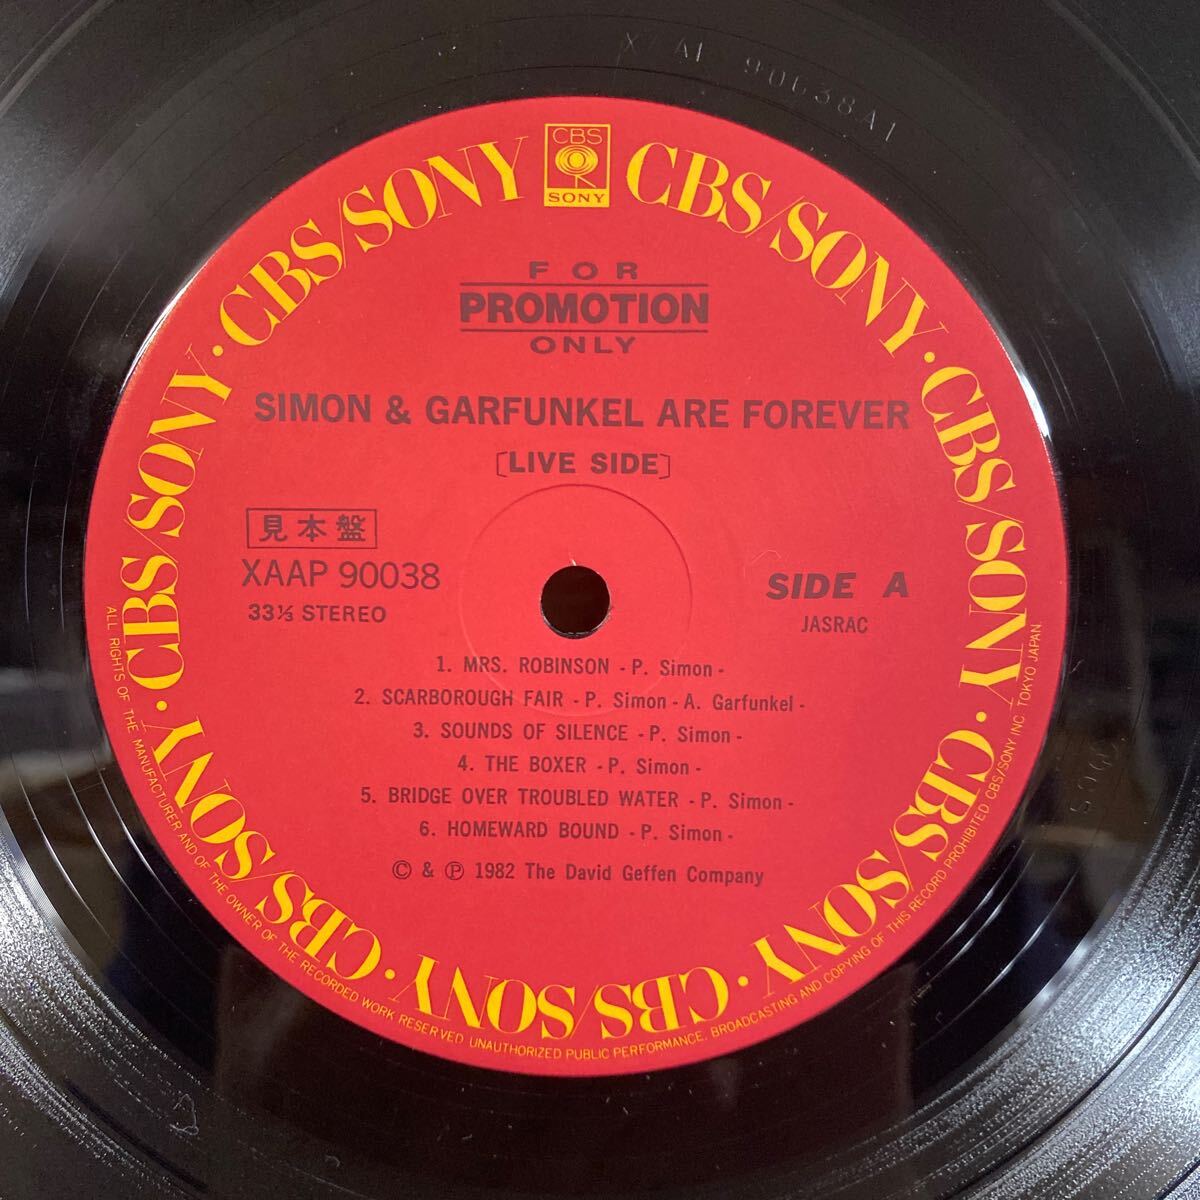 X7AP 90038A1
CBS
SONY
CBS/SONY · CBS/SONY · CBS/SONY · CBS/SONY · CBS/SONY · CBS/SONY · CBS/SONY · CBS/SONY
FOR
PROMOTION
ONLY
SIMON & GARFUNKEL ARE FOREVER
[LIVE SIDE]
見本盤
XAAP 90038
33⅓ STEREO
SIDE A
JASRAC
1. MRS. ROBINSON - P. Simon -
2. SCARBOROUGH FAIR - P. Simon - A. Garfunkel -
3. SOUNDS OF SILENCE - P. Simon -
4. THE BOXER - P. Simon -
5. BRIDGE OVER TROUBLED WATER - P. Simon -
6. HOMEWARD BOUND - P. Simon -
© & ℗ 1982 The David Geffen Company
ALL RIGHTS OF THE MANUFACTURER AND OF THE OWNER OF THE RECORDED WORK RESERVED UNAUTHORIZED PUBLIC PERFORMANCE, BROADCASTING AND COPYING OF THIS RECORD PROHIBITED CBS/SONY INC. TOKYO JAPAN.